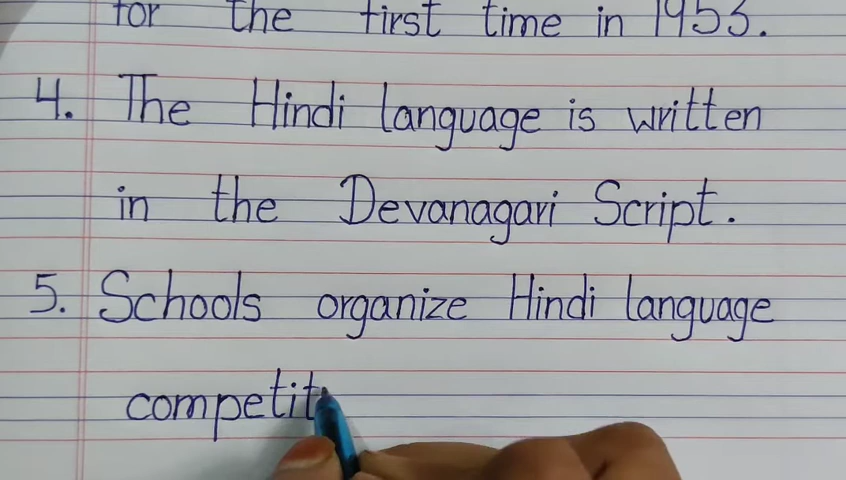 for the first time in 1953.
4. The Hindi language is written
in the Devanagari Script.
5. Schools organize Hindi language
competit